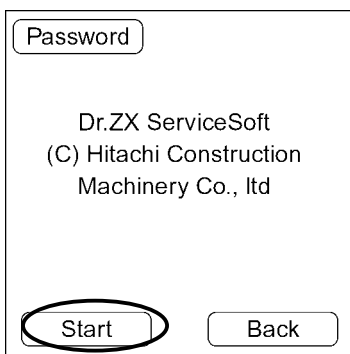 Password
Dr.ZX ServiceSoft
(C) Hitachi Construction
Machinery Co., ltd
Start
Back